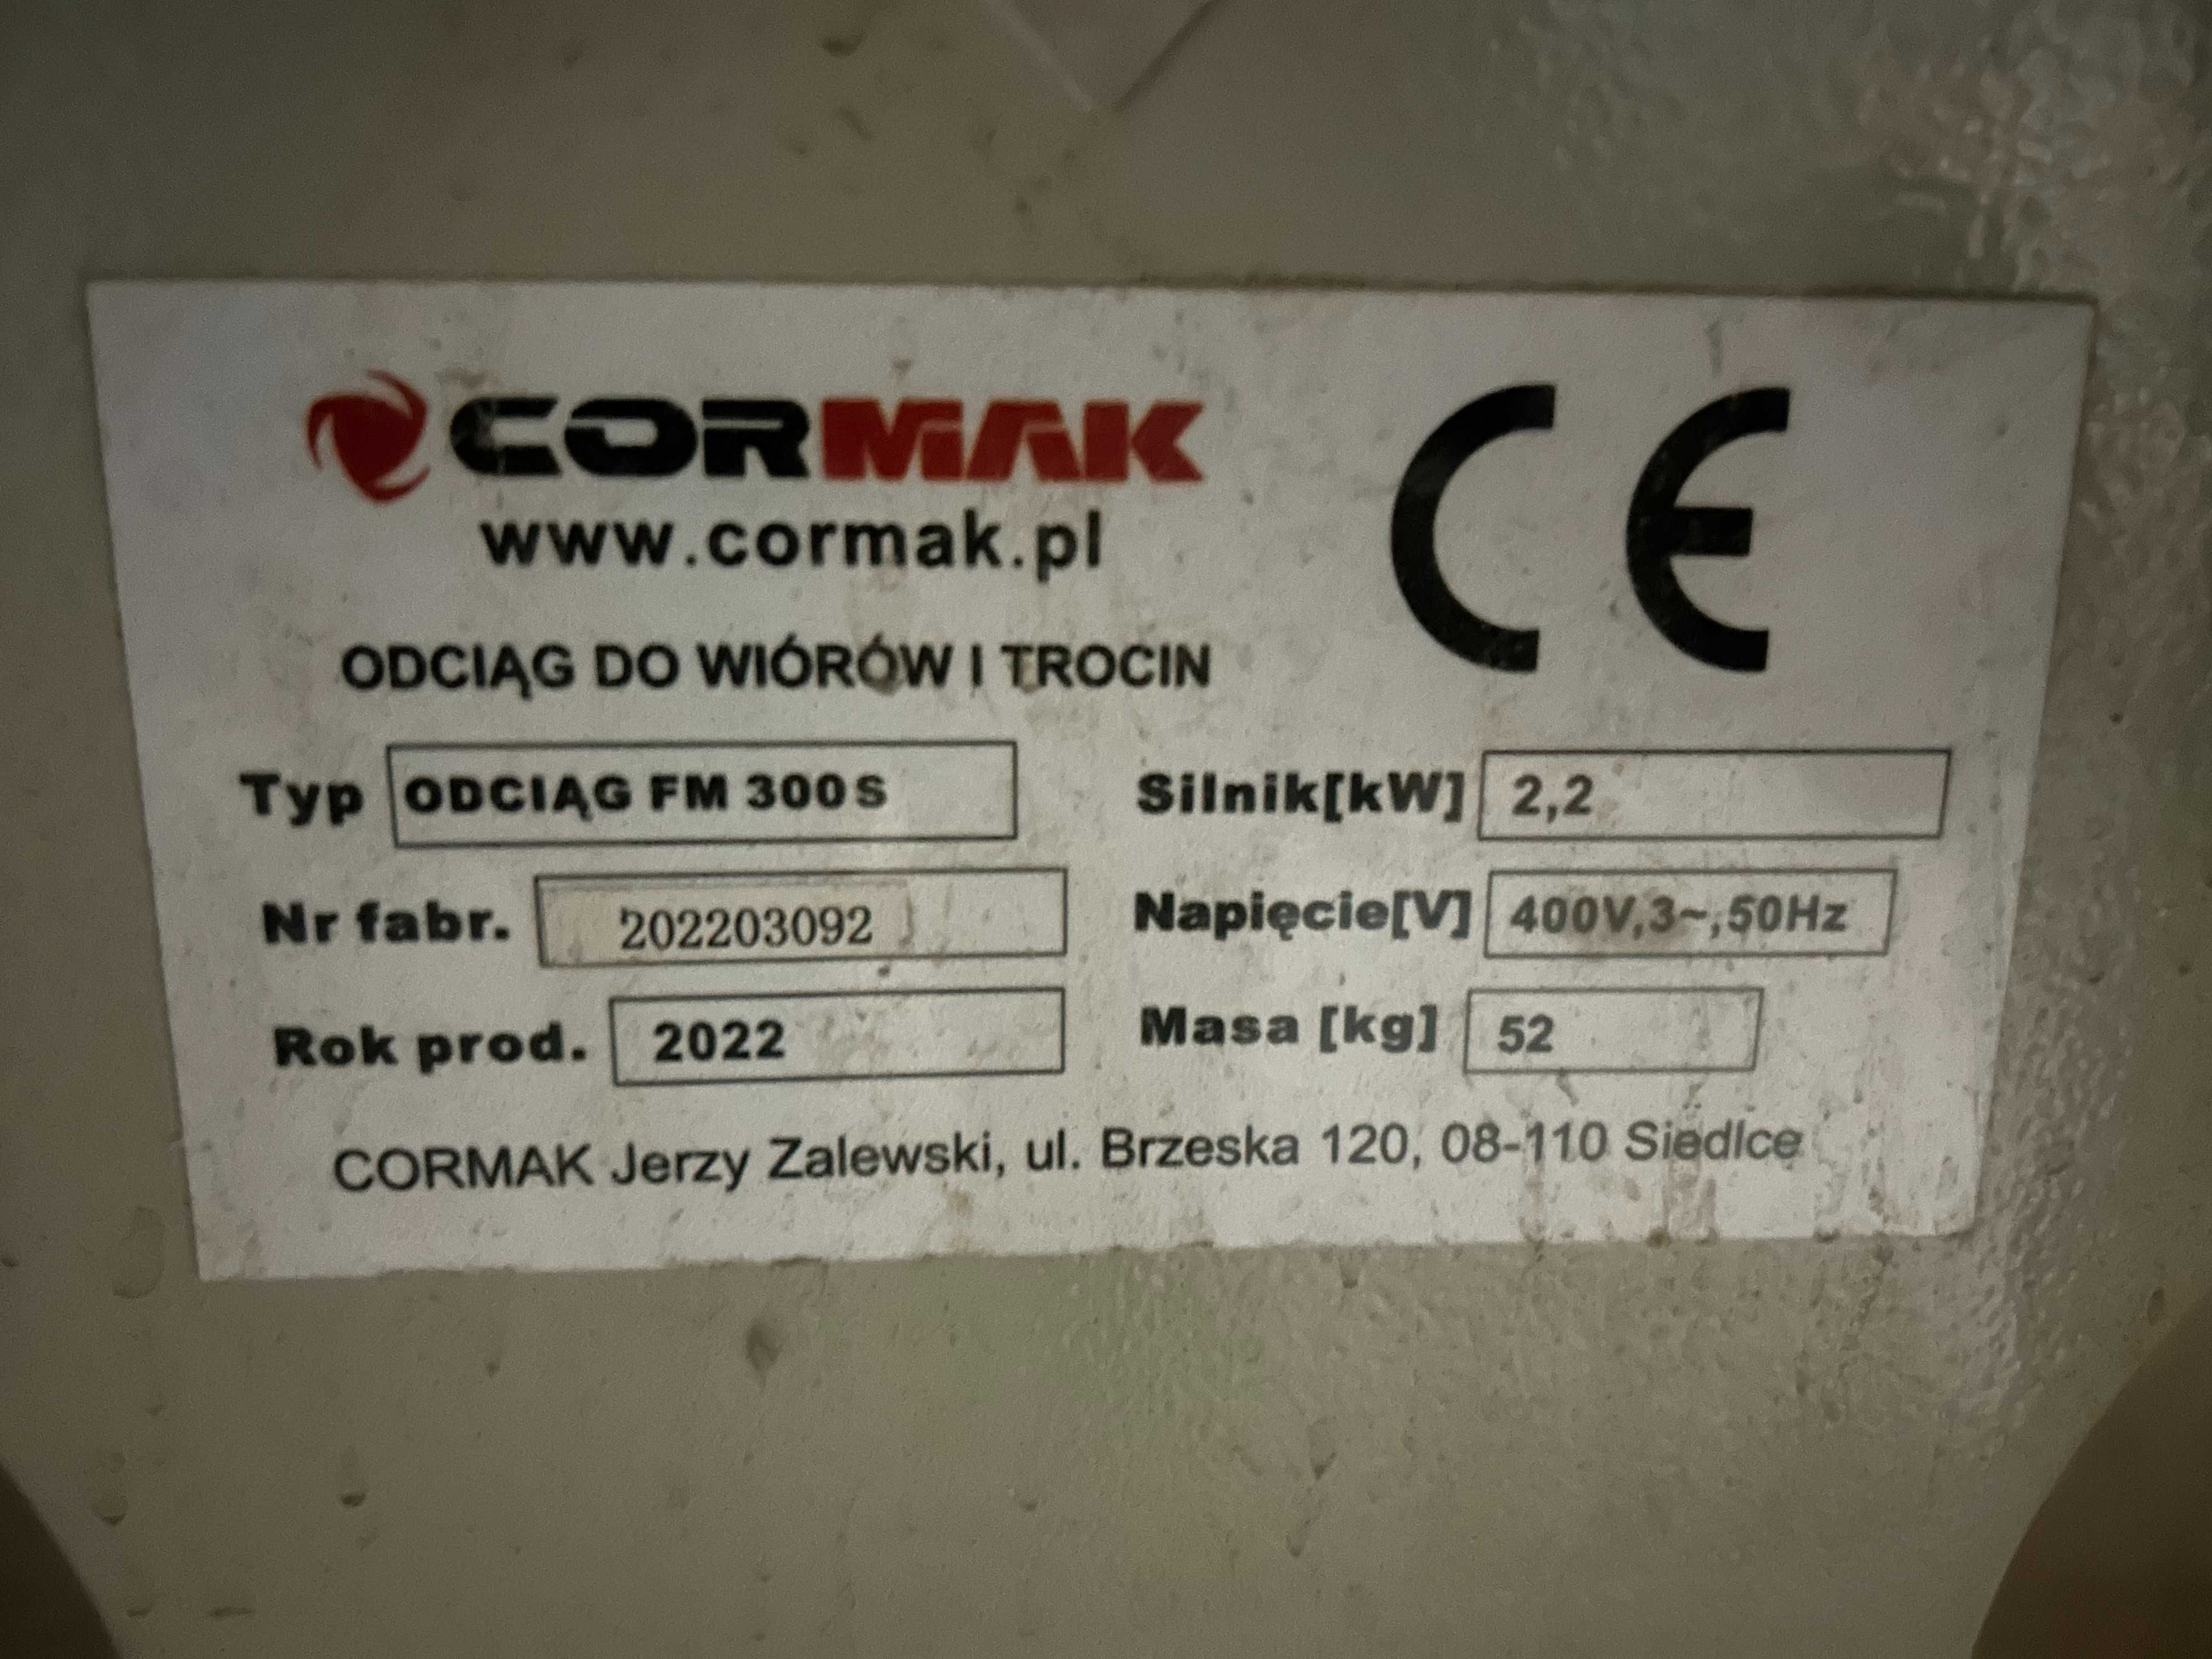 CORMAK
www.cormak.pl
CE
ODCIĄG DO WIÓRÓW I TROCIN
Typ ODCIĄG FM 300S
Silnik[kW] 2,2
Nr fabr. 202203092
Napięcie[V] 400V,3~,50Hz
Rok prod. 2022
Masa [kg] 52
CORMAK Jerzy Zalewski, ul. Brzeska 120, 08-110 Siedlce